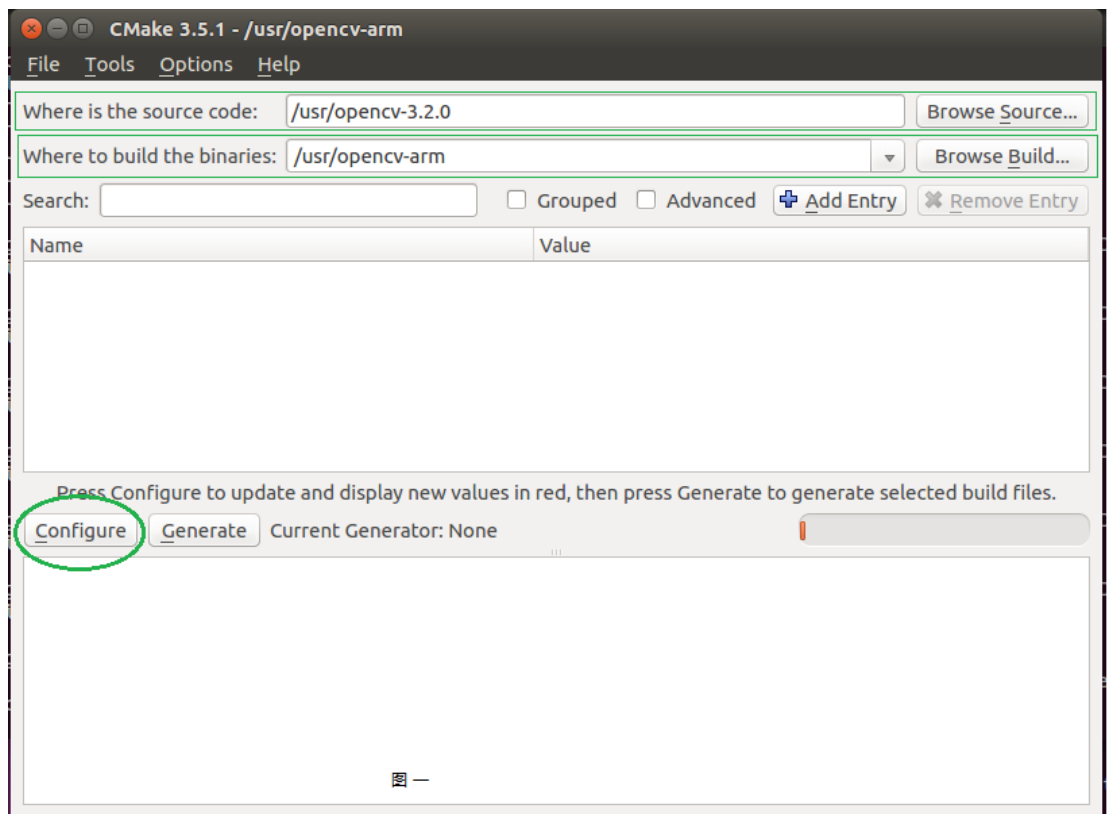 CMake 3.5.1 - /usr/opencv-arm
File Tools Options Help
Where is the source code: /usr/opencv-3.2.0 Browse Source...
Where to build the binaries: /usr/opencv-arm Browse Build...
Search: Grouped Advanced Add Entry Remove Entry
Name Value
Press Configure to update and display new values in red, then press Generate to generate selected build files.
Configure Generate Current Generator: None
图 一